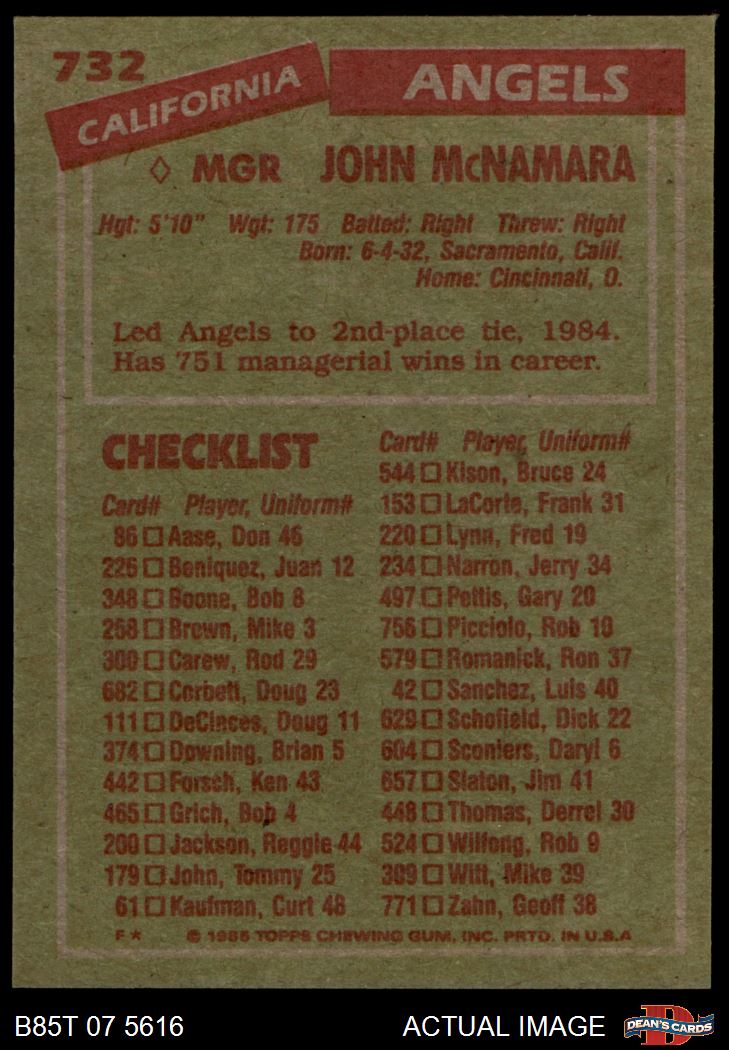 732
CALIFORNIA ANGELS
◇ MGR JOHN McNAMARA
Hgt: 5'10" Wgt: 175 Batted: Right Threw: Right
Born: 6-4-32, Sacramento, Calif.
Home: Cincinnati, O.
Led Angels to 2nd-place tie, 1984.
Has 751 managerial wins in career.
CHECKLIST
Card# Player, Uniform#
86 □ Aase, Don 46
226 □ Beniquez, Juan 12
348 □ Boone, Bob 8
268 □ Brown, Mike 3
300 □ Carew, Rod 29
682 □ Corbett, Doug 23
111 □ DeCinces, Doug 11
374 □ Downing, Brian 5
442 □ Forsch, Ken 43
465 □ Grich, Bob 4
200 □ Jackson, Reggie 44
179 □ John, Tommy 25
61 □ Kaufman, Curt 48
Card# Player, Uniform#
544 □ Kison, Bruce 24
153 □ LaCorte, Frank 31
220 □ Lynn, Fred 19
234 □ Narron, Jerry 34
497 □ Pettis, Gary 20
756 □ Picciolo, Rob 10
579 □ Romanick, Ron 37
42 □ Sanchez, Luis 40
629 □ Schofield, Dick 22
604 □ Sconiers, Daryl 6
657 □ Slaton, Jim 41
448 □ Thomas, Derrel 30
524 □ Wilfong, Rob 9
309 □ Witt, Mike 39
771 □ Zahn, Geoff 38
F★ © 1985 TOPPS CHEWING GUM, INC. PRTD. IN U.S.A
B85T 07 5616 ACTUAL IMAGE
D
DEAN'S CARDS